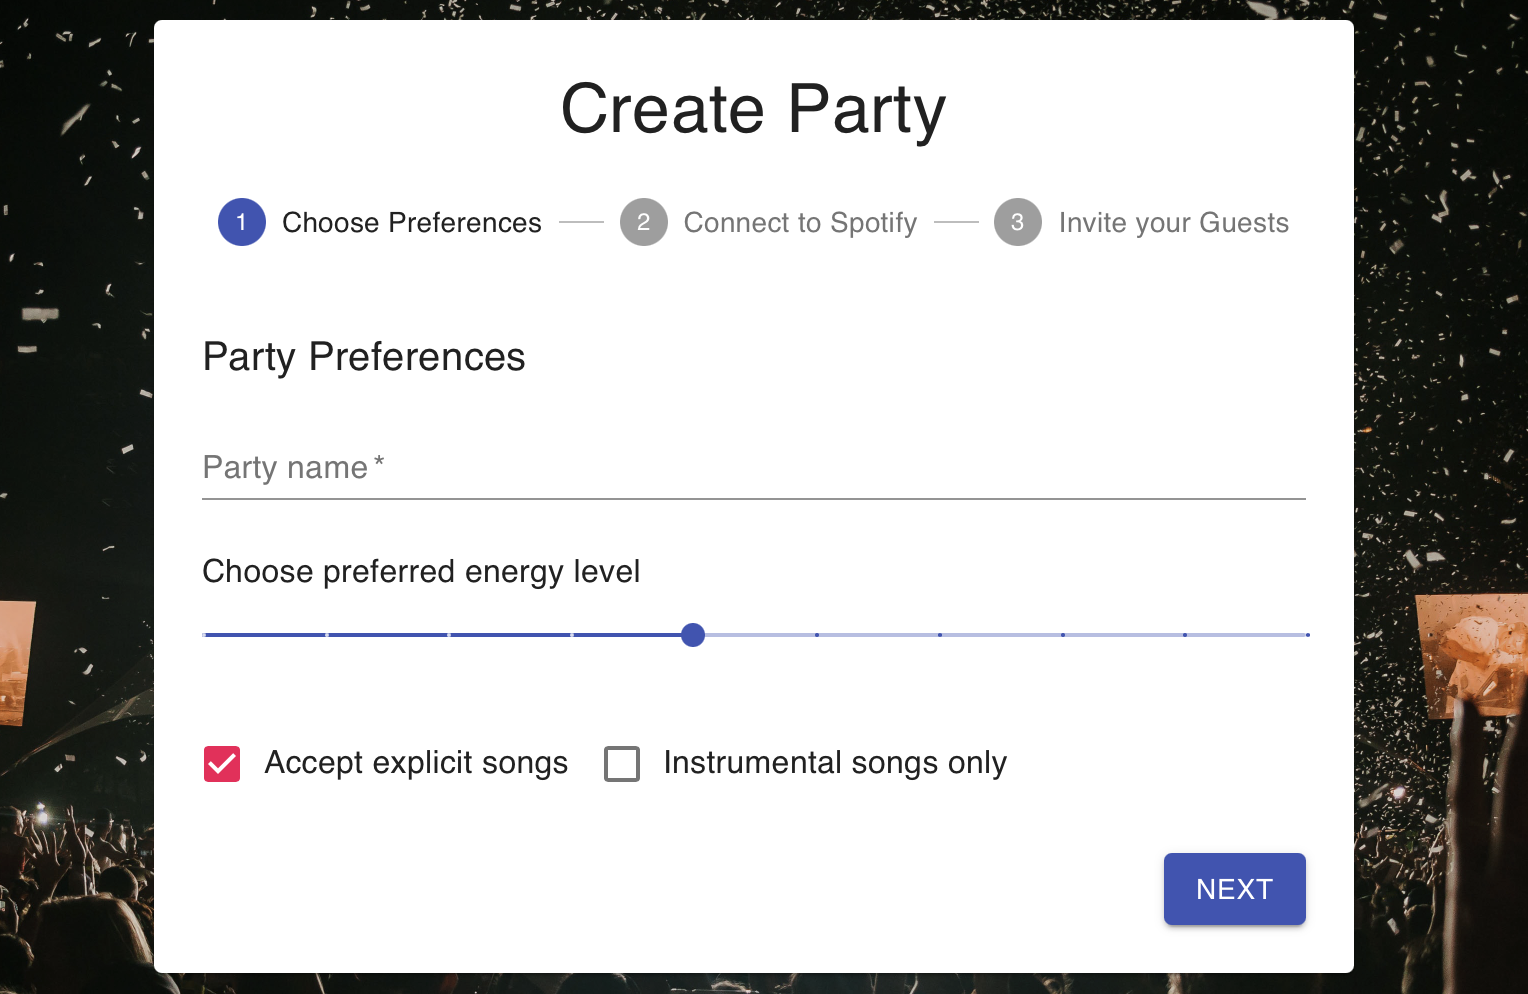 Create Party
1 Choose Preferences 2 Connect to Spotify 3 Invite your Guests
Party Preferences
Party name *
Choose preferred energy level
Accept explicit songs Instrumental songs only
NEXT